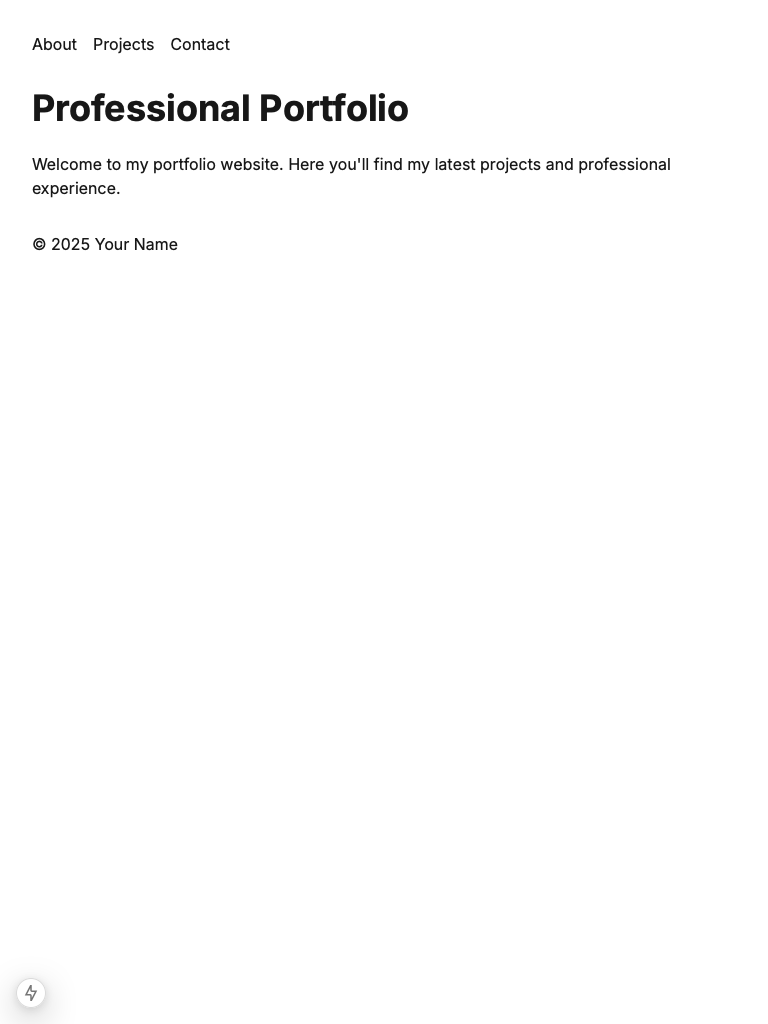 About Projects Contact
Professional Portfolio
Welcome to my portfolio website. Here you'll find my latest projects and professional
experience.
© 2025 Your Name